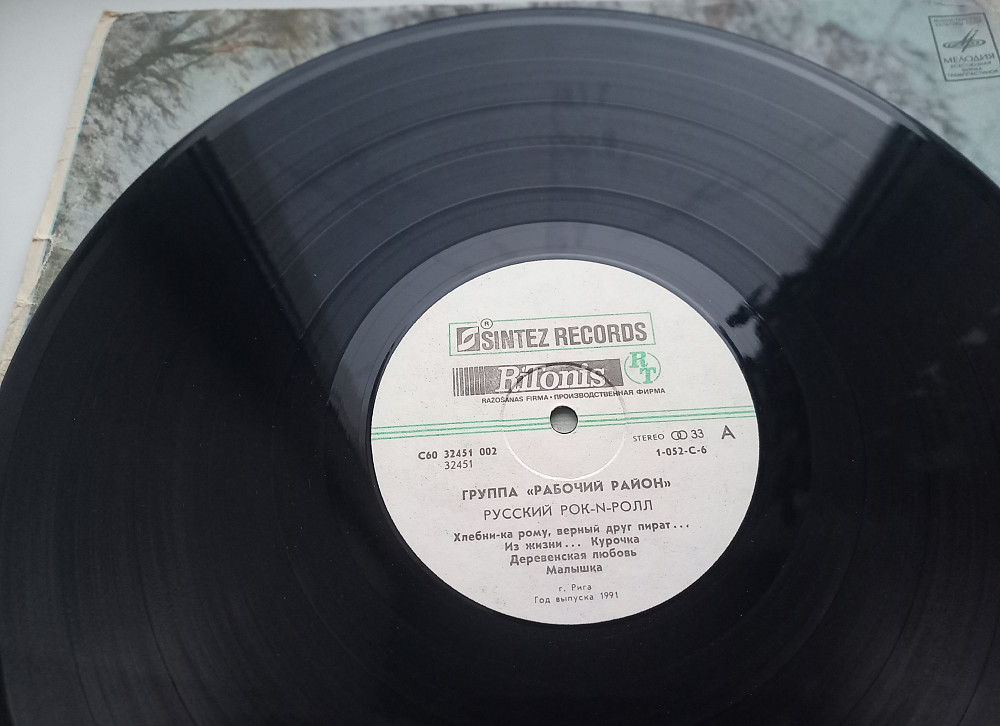 МЕЛОДИЯ
® SINTEZ RECORDS
Ritonis
RT
RAZOŠANAS FIRMA • ПРОИЗВОДСТВЕННАЯ ФИРМА
С60 32451 002
32451
STEREO 33 A
1-052-С-6
ГРУППА «РАБОЧИЙ РАЙОН»
РУССКИЙ РОК-N-РОЛЛ
Хлебни-ка рому, верный друг пират...
Из жизни... Курочка
Деревенская любовь
Малышка
г. Рига
Год выпуска 1991